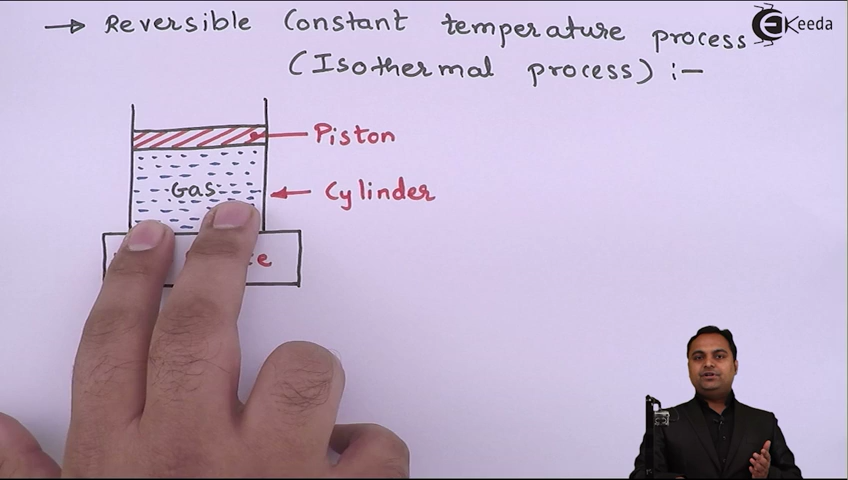 → Reversible Constant temperature process
(Isothermal process) :-
Ekeeda
Piston
Gas
Cylinder